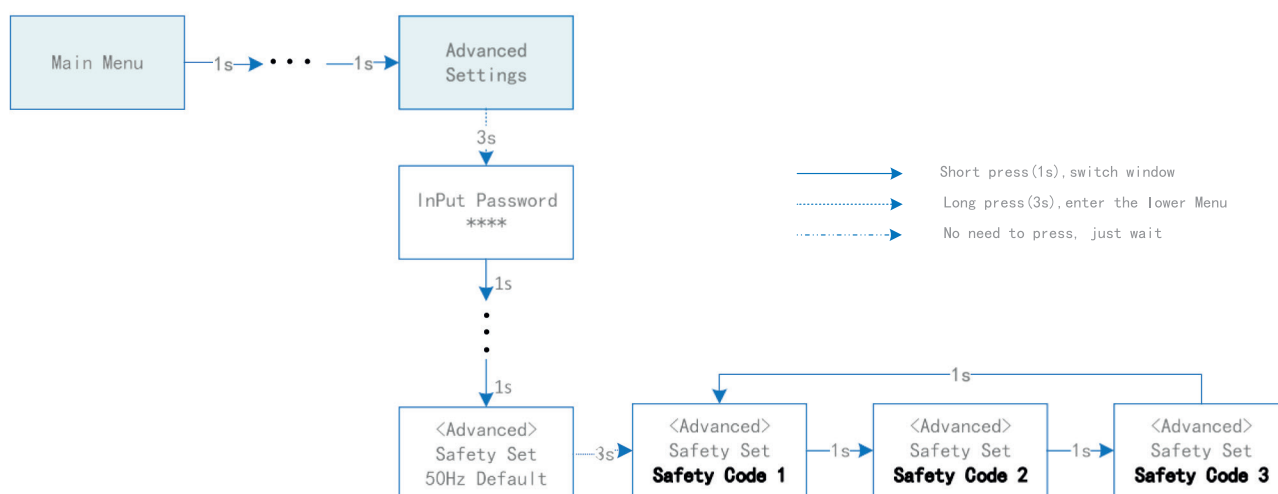 Main Menu
1s
• • •
1s
Advanced
Settings
3s
InPut Password
****
Short press(1s), switch window
Long press(3s), enter the lower Menu
No need to press, just wait
1s
1s
1s
<Advanced>
Safety Set
50Hz Default
3s
<Advanced>
Safety Set
Safety Code 1
1s
<Advanced>
Safety Set
Safety Code 2
1s
<Advanced>
Safety Set
Safety Code 3